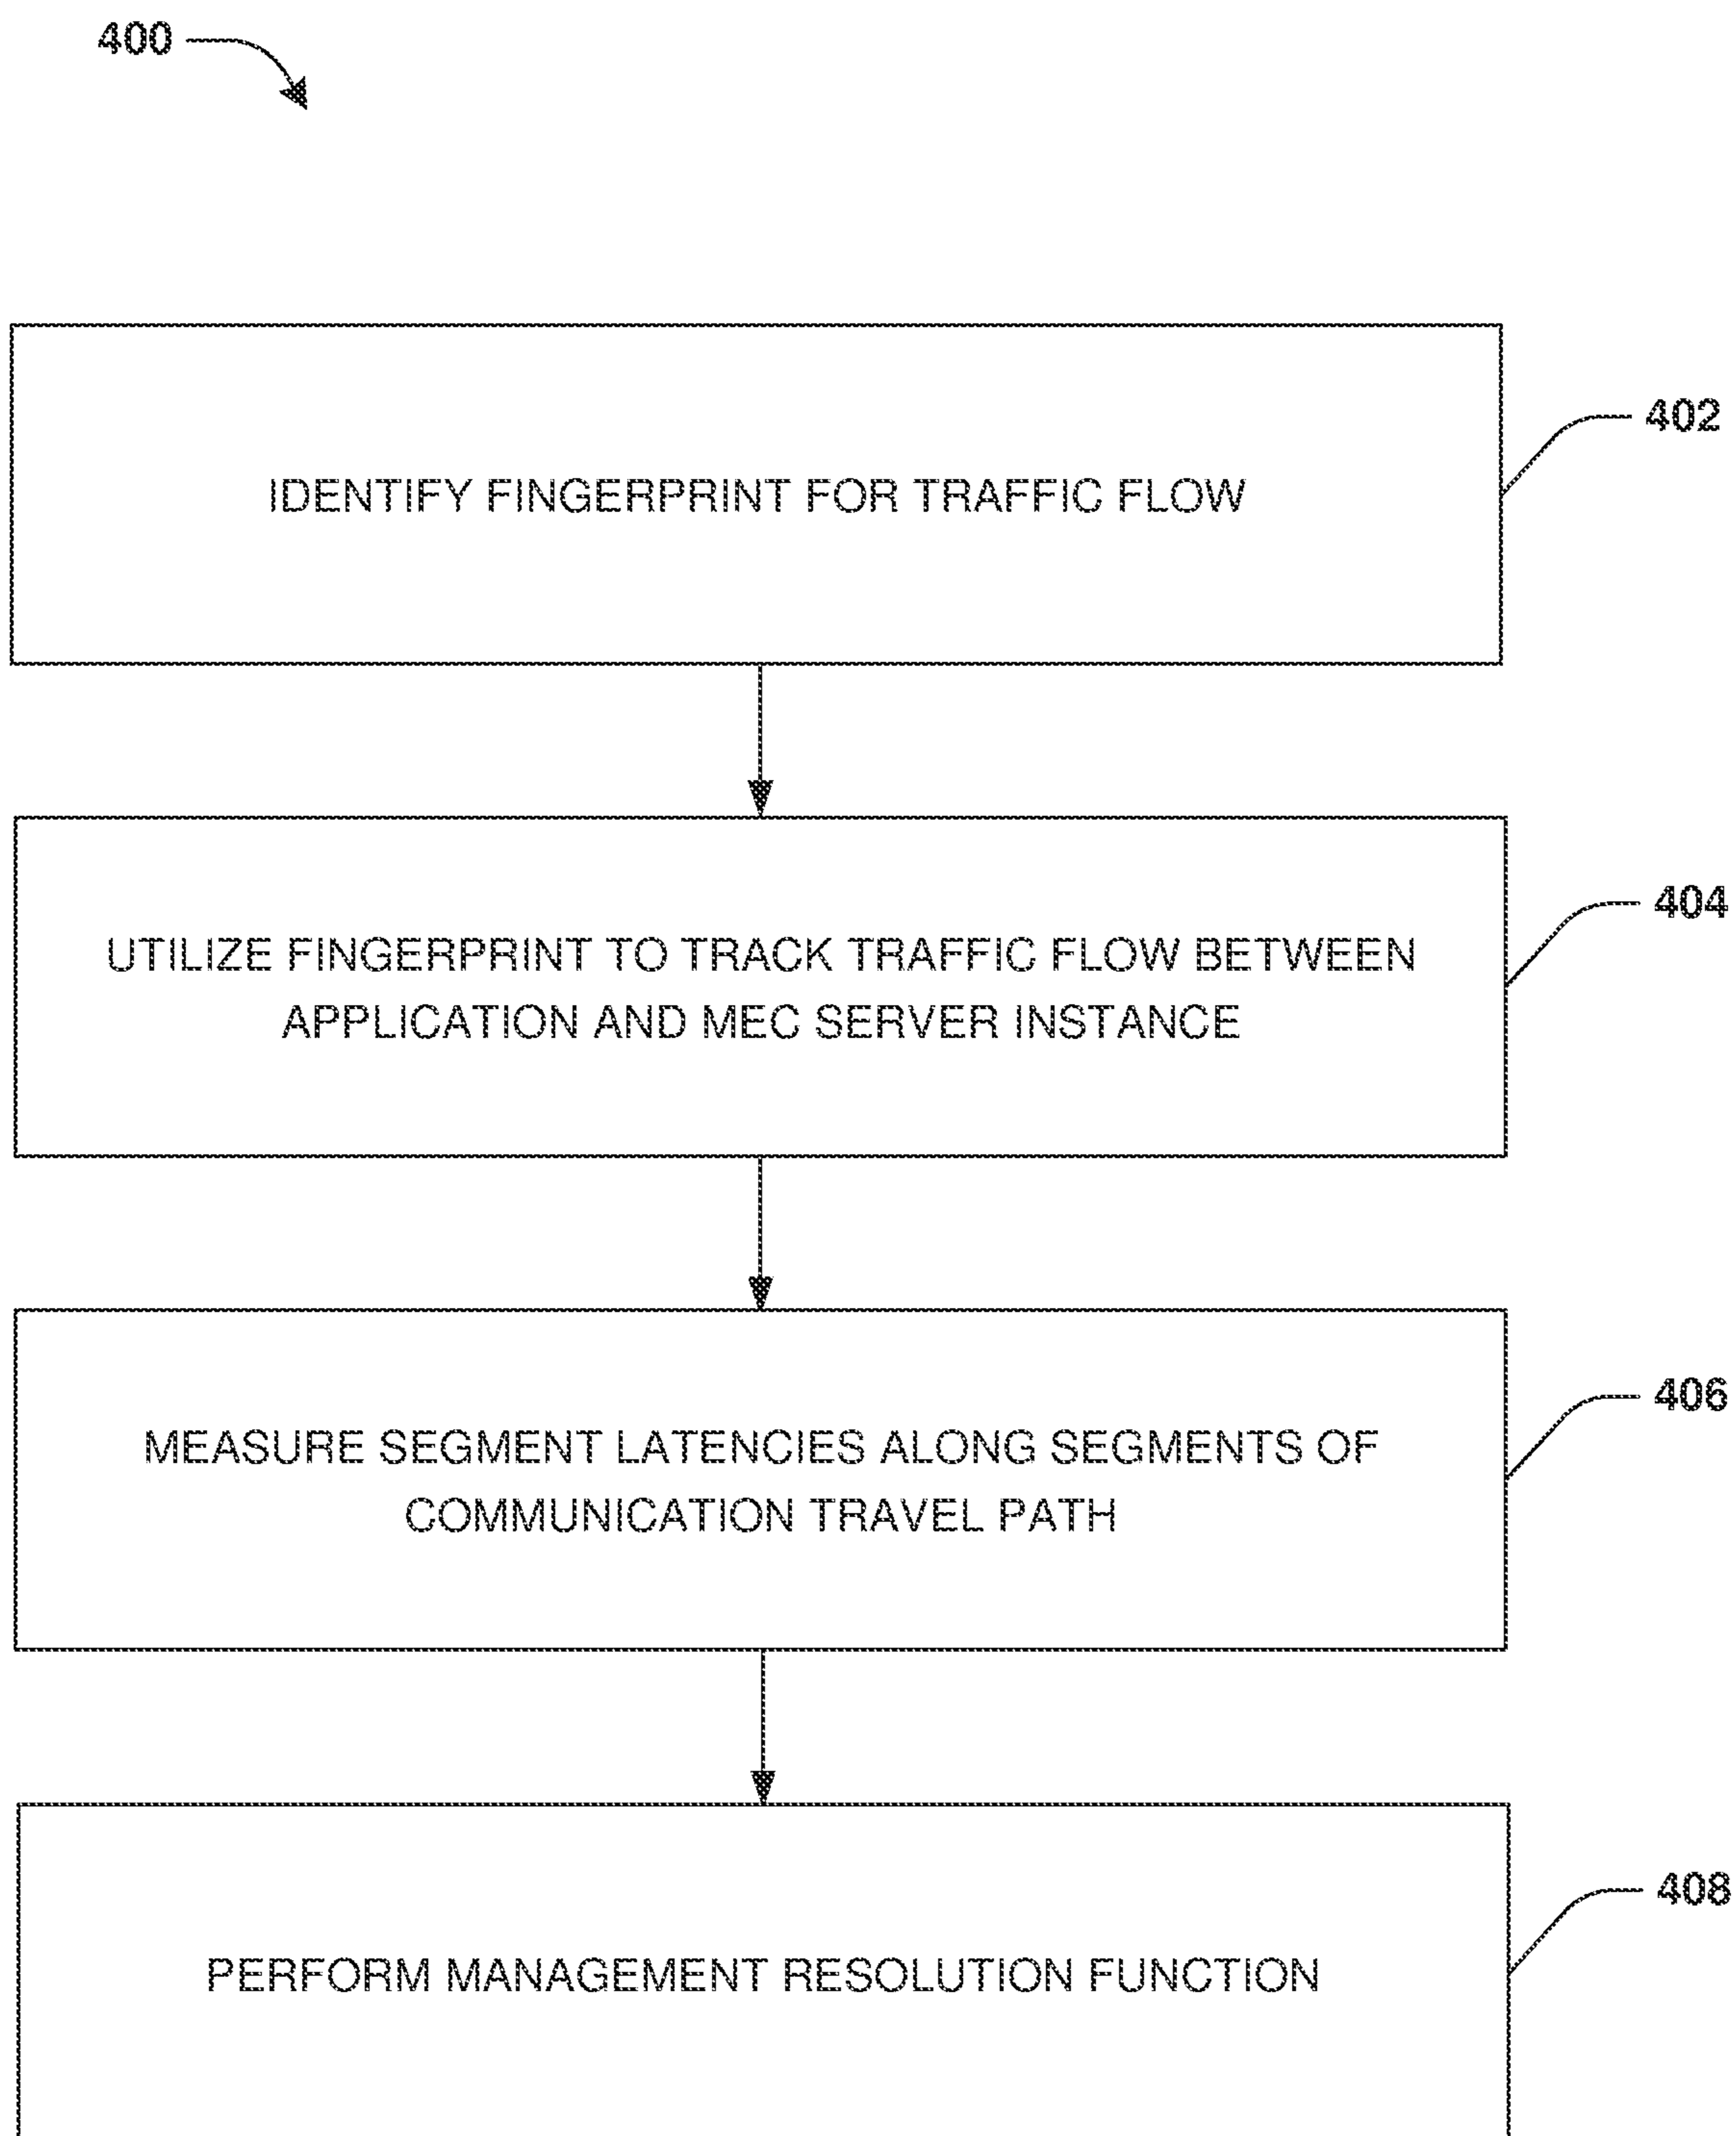 400
IDENTIFY FINGERPRINT FOR TRAFFIC FLOW
402
UTILIZE FINGERPRINT TO TRACK TRAFFIC FLOW BETWEEN
APPLICATION AND MEC SERVER INSTANCE
404
MEASURE SEGMENT LATENCIES ALONG SEGMENTS OF
COMMUNICATION TRAVEL PATH
406
PERFORM MANAGEMENT RESOLUTION FUNCTION
408